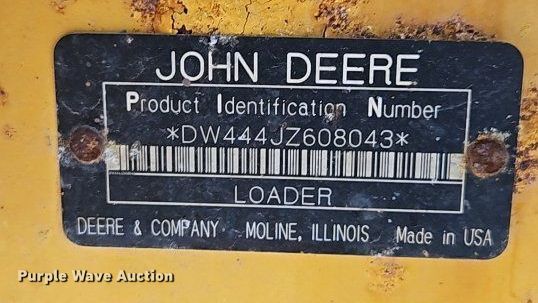 JOHN DEERE
Product Identification Number
*DW444JZ608043*
LOADER
DEERE & COMPANY MOLINE, ILLINOIS Made in USA
Purple Wave Auction